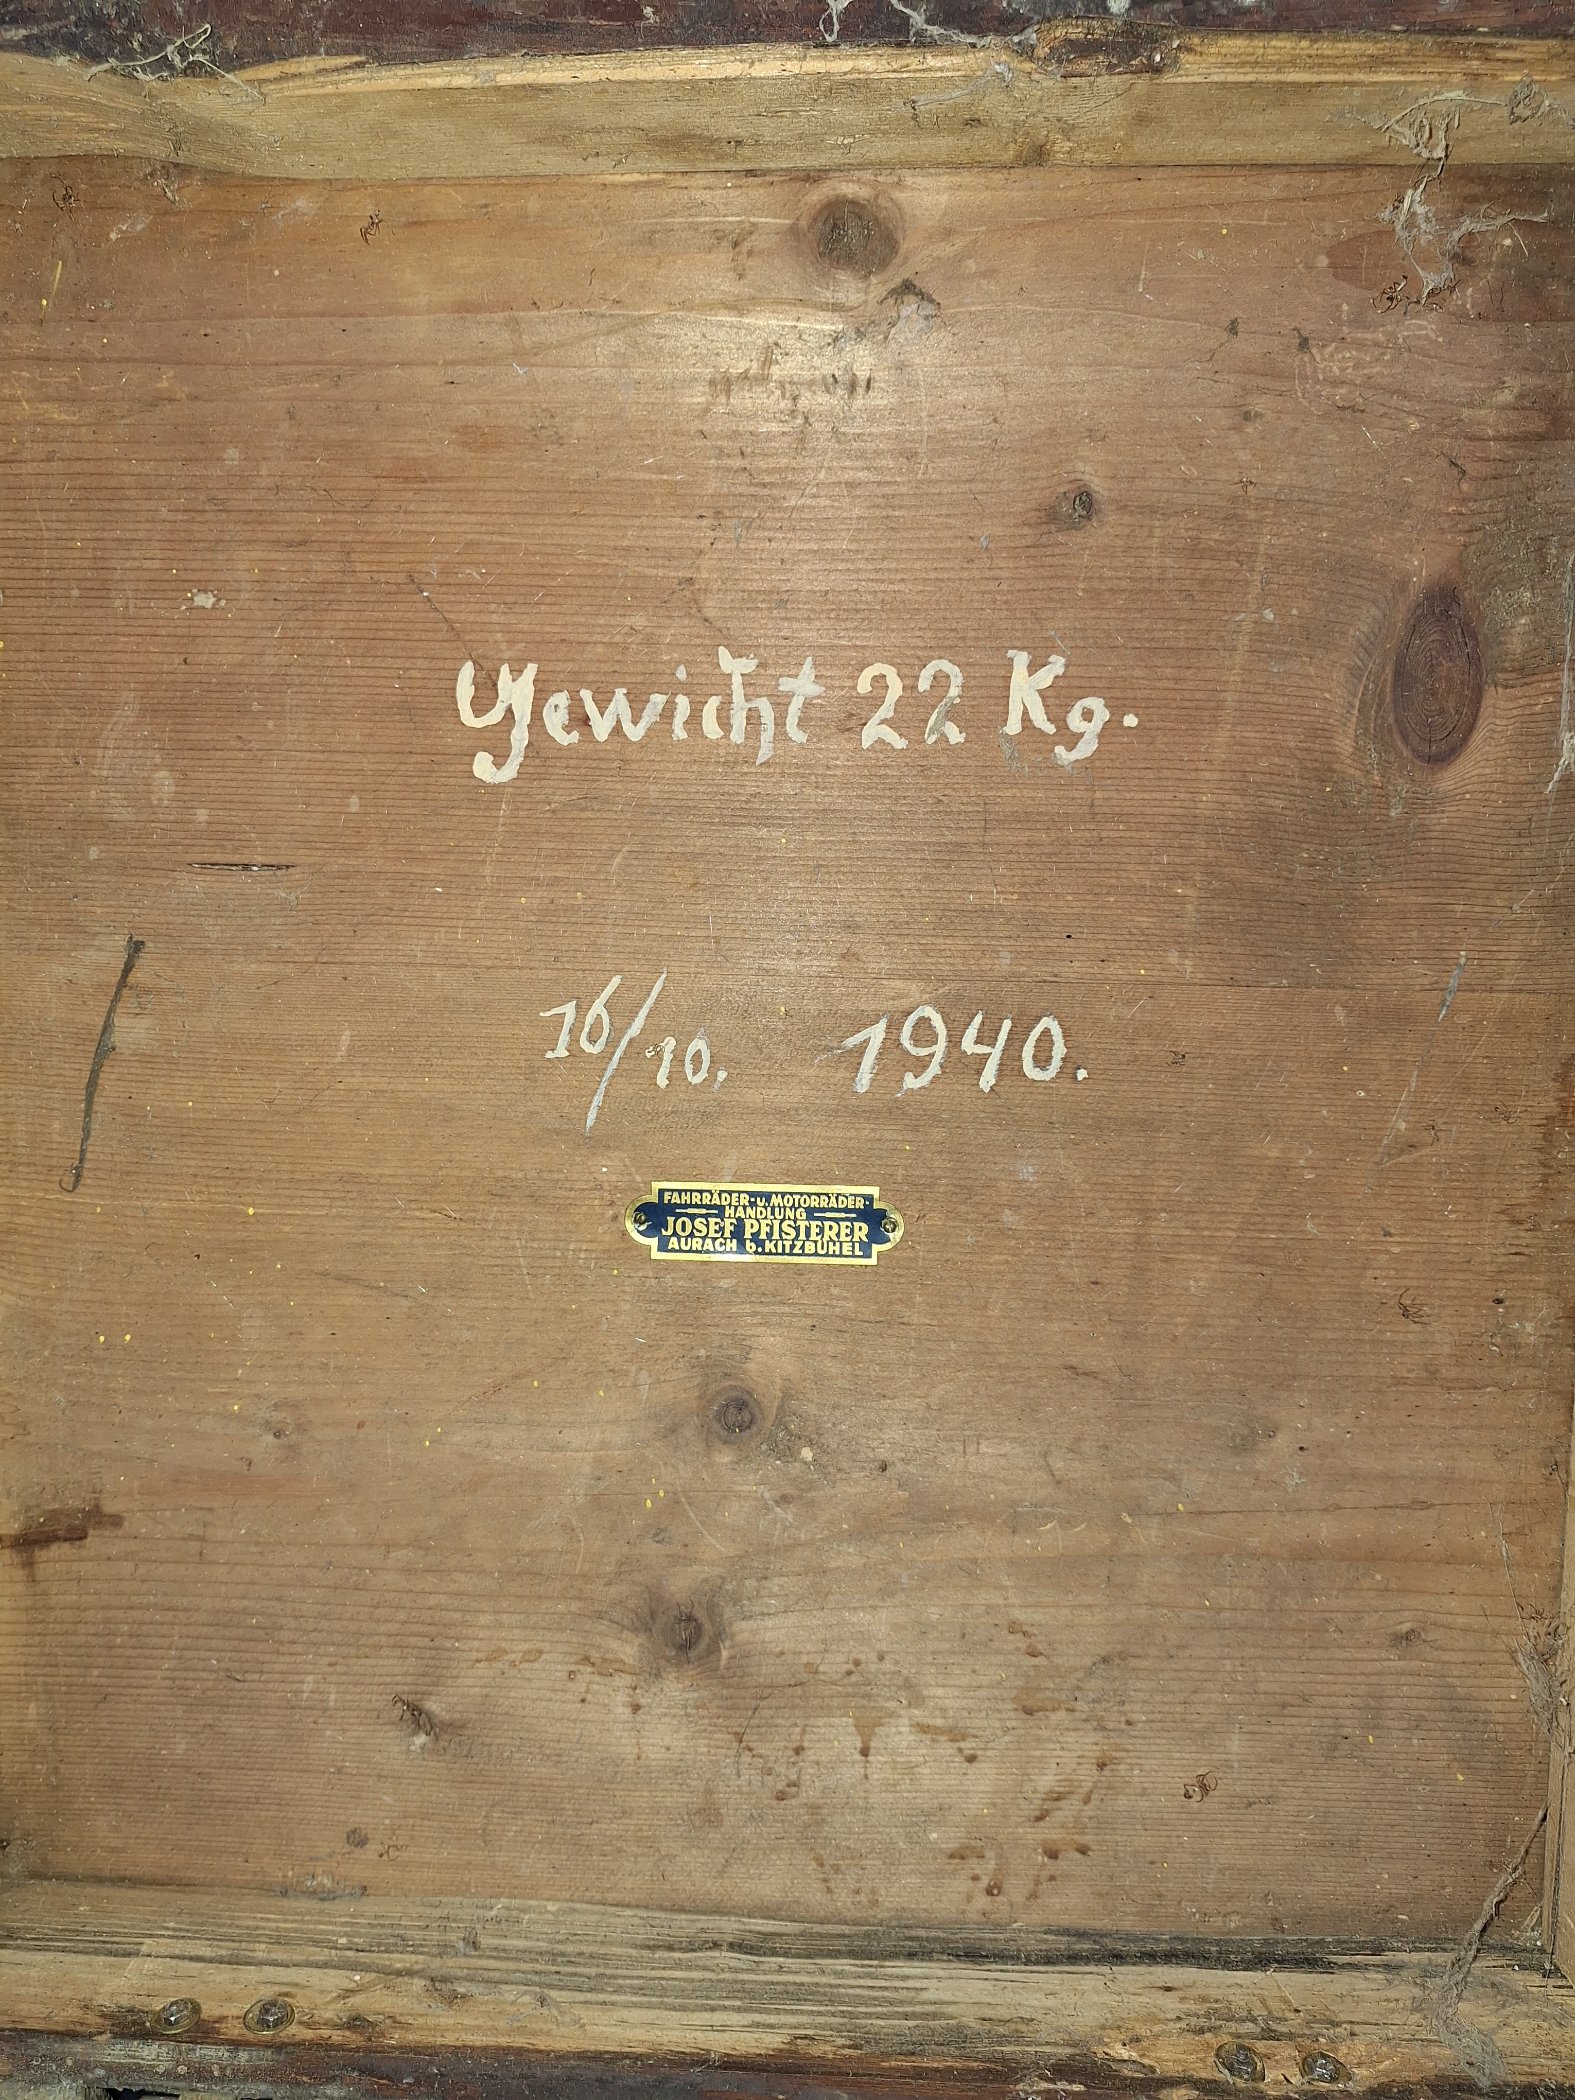 Gewicht 22 Kg.
16/10. 1940.
FAHRRÄDER- u. MOTORRÄDER-
HANDLUNG
JOSEF PFISTERER
AURACH b. KITZBÜHEL